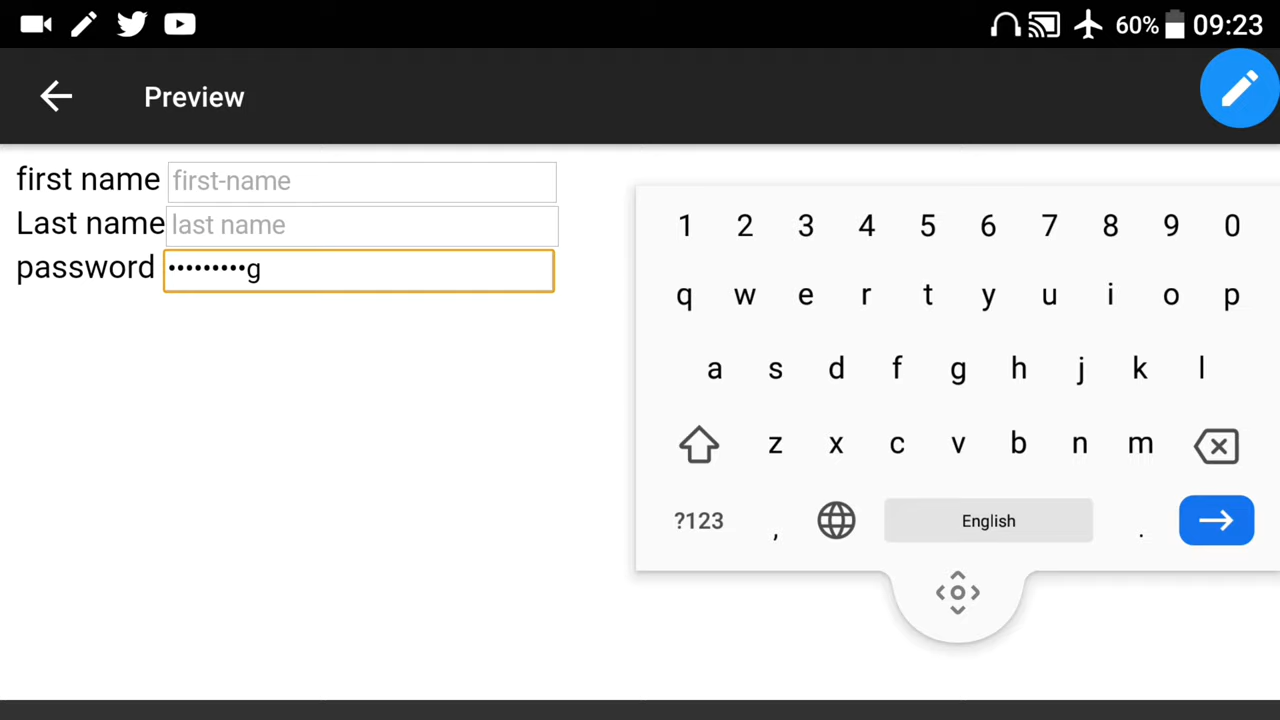 60% 09:23
Preview
first name first-name
Last name last name
password •••••••••g
1 2 3 4 5 6 7 8 9 0
q w e r t y u i o p
a s d f g h j k l
z x c v b n m
?123 , English .